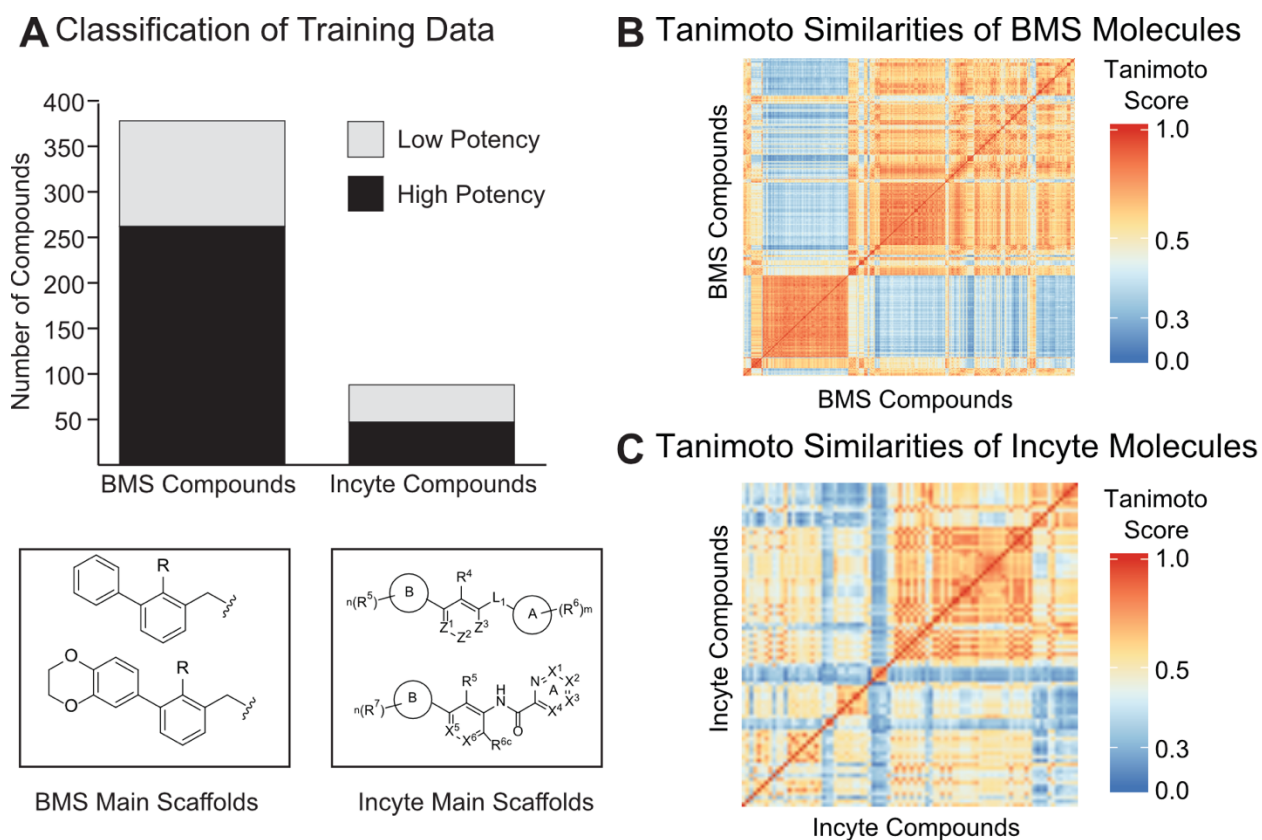 A Classification of Training Data
Number of Compounds
400
350
300
250
200
150
100
50
Low Potency
High Potency
BMS Compounds
Incyte Compounds
R
O
O
R
BMS Main Scaffolds
n(R5)
B
R4
L1
A
(R6)m
Z1
Z2
Z3
n(R7)
B
R5
H
N
O
N
X1
X2
X3
X4
A
X5
X6
R6c
Incyte Main Scaffolds
B Tanimoto Similarities of BMS Molecules
BMS Compounds
BMS Compounds
Tanimoto
Score
1.0
0.5
0.3
0.0
C Tanimoto Similarities of Incyte Molecules
Incyte Compounds
Incyte Compounds
Tanimoto
Score
1.0
0.5
0.3
0.0